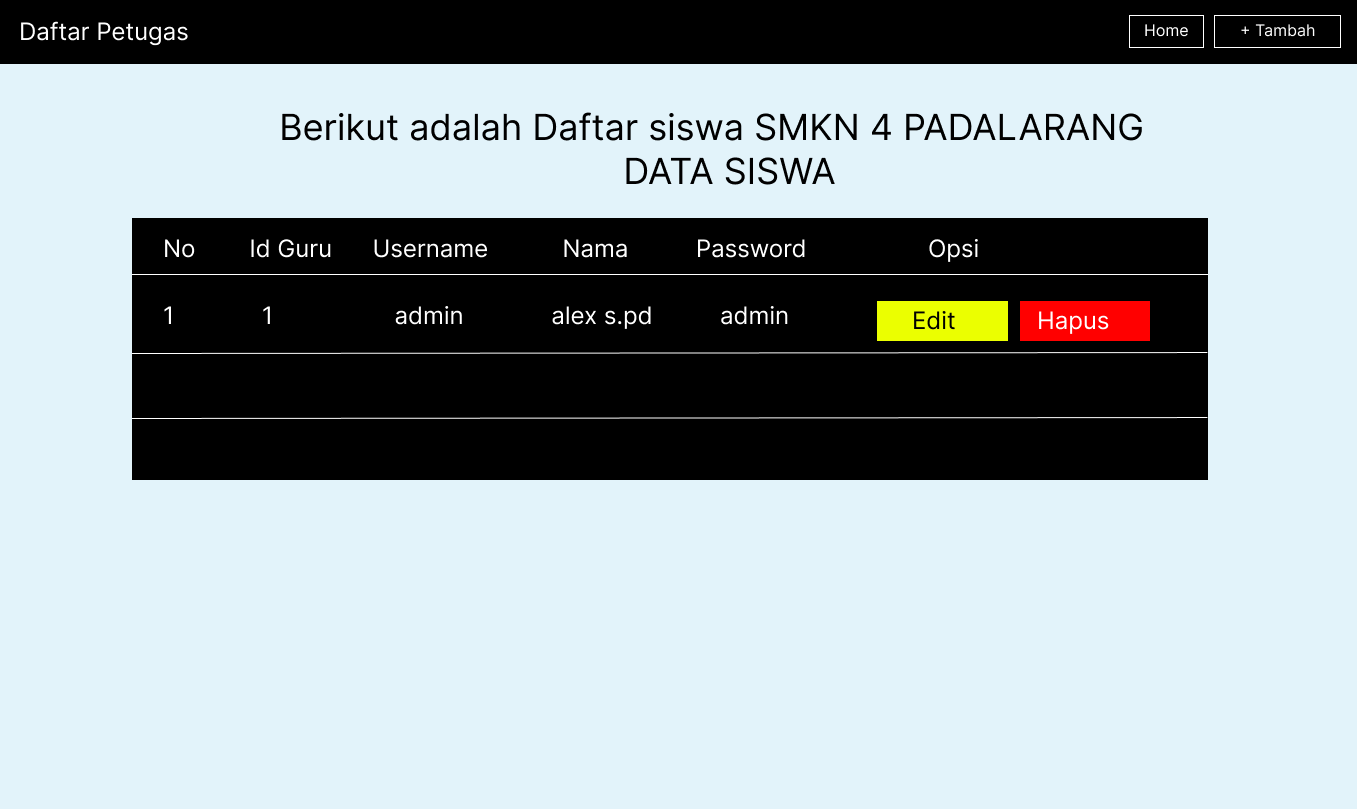 Daftar Petugas Home + Tambah
Berikut adalah Daftar siswa SMKN 4 PADALARANG
DATA SISWA
No Id Guru Username Nama Password Opsi
1 1 admin alex s.pd admin Edit Hapus